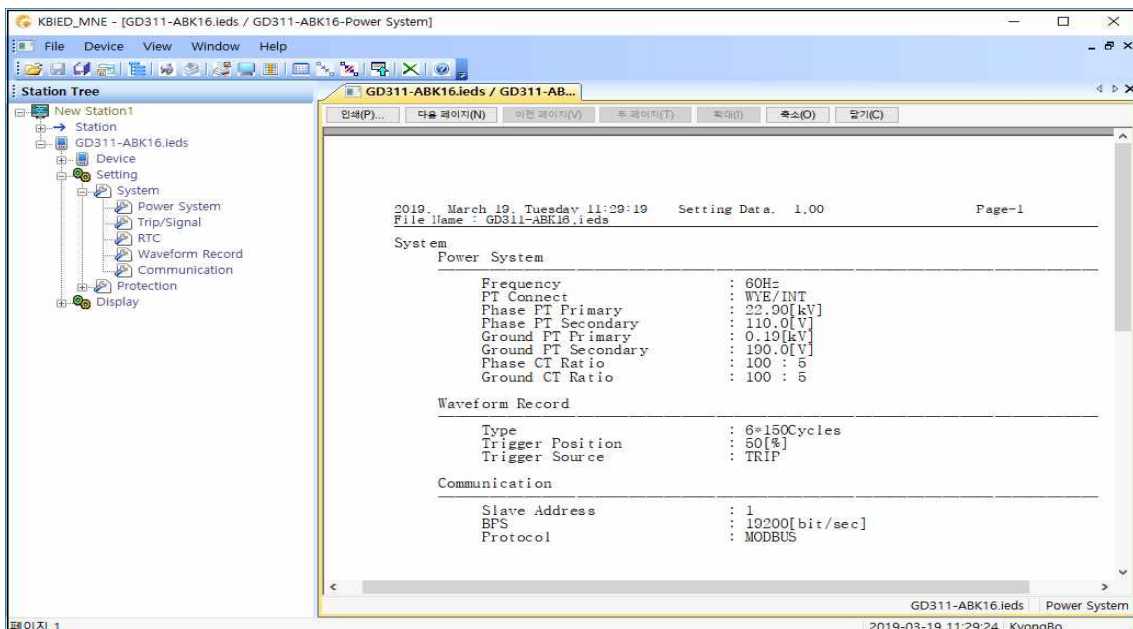 KBIED_MNE - [GD311-ABK16.ieds / GD311-ABK16-Power System]
File Device View Window Help
Station Tree
New Station1
Station
GD311-ABK16.ieds
Device
Setting
System
Power System
Trip/Signal
RTC
Waveform Record
Communication
Protection
Display
GD311-ABK16.ieds / GD311-AB...
인쇄(P)... 다음 페이지(N) 이전 페이지(V) 두 페이지(T) 확대(I) 축소(O) 닫기(C)
2019. March 19. Tuesday 11:29:19 Setting Data. 1.00 Page-1
File Name : GD311-ABK16.ieds
System
Power System
Frequency : 60Hz
PT Connect : WYE/INT
Phase PT Primary : 22.90[kV]
Phase PT Secondary : 110.0[V]
Ground PT Primary : 0.19[kV]
Ground PT Secondary : 190.0[V]
Phase CT Ratio : 100 : 5
Ground CT Ratio : 100 : 5
Waveform Record
Type : 6*150Cycles
Trigger Position : 50[%]
Trigger Source : TRIP
Communication
Slave Address : 1
BPS : 19200[bit/sec]
Protocol : MODBUS
GD311-ABK16.ieds Power System
페이지 1 2019-03-19 11:29:24 KyongBo